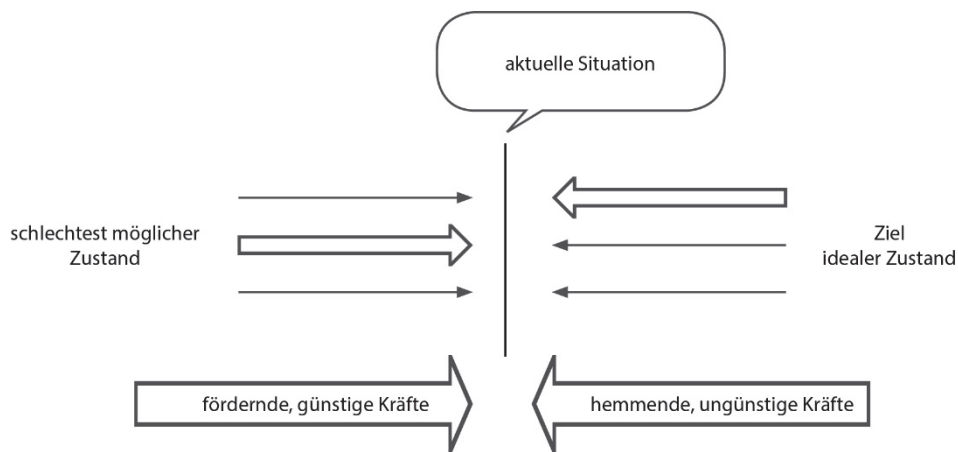 aktuelle Situation
schlechtest möglicher
Zustand
Ziel
idealer Zustand
fördernde, günstige Kräfte
hemmende, ungünstige Kräfte